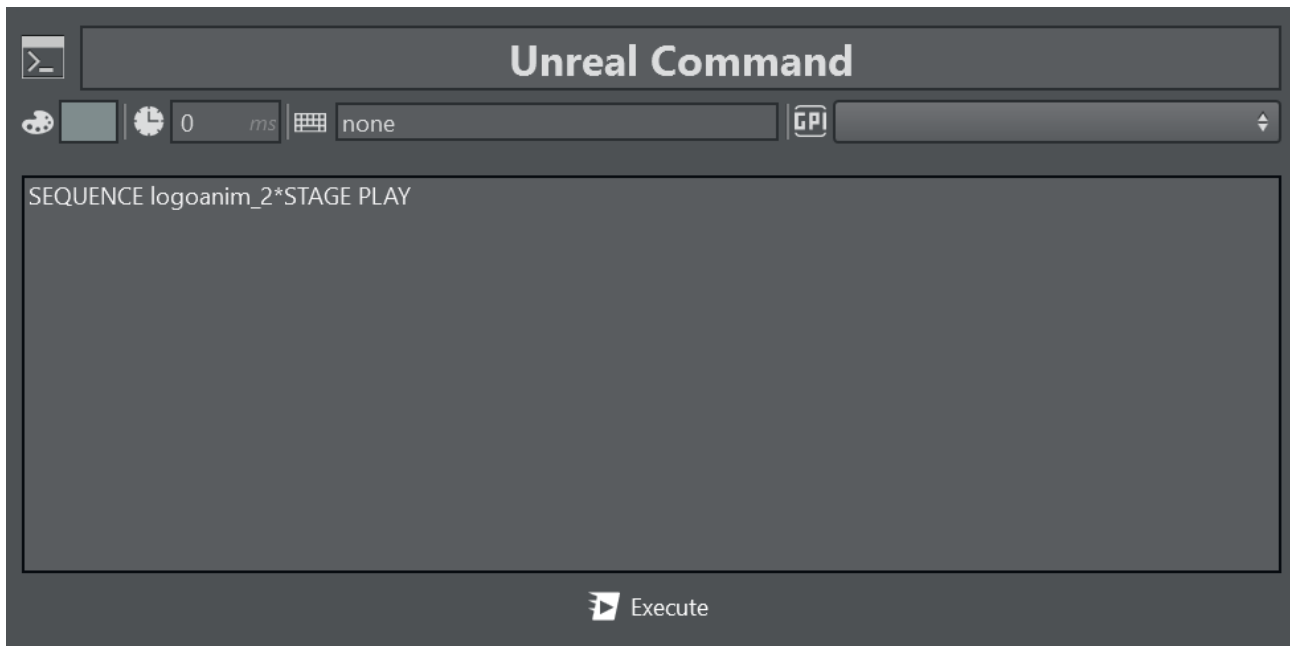 Unreal Command
0 ms none GPI
SEQUENCE logoanim_2*STAGE PLAY
Execute